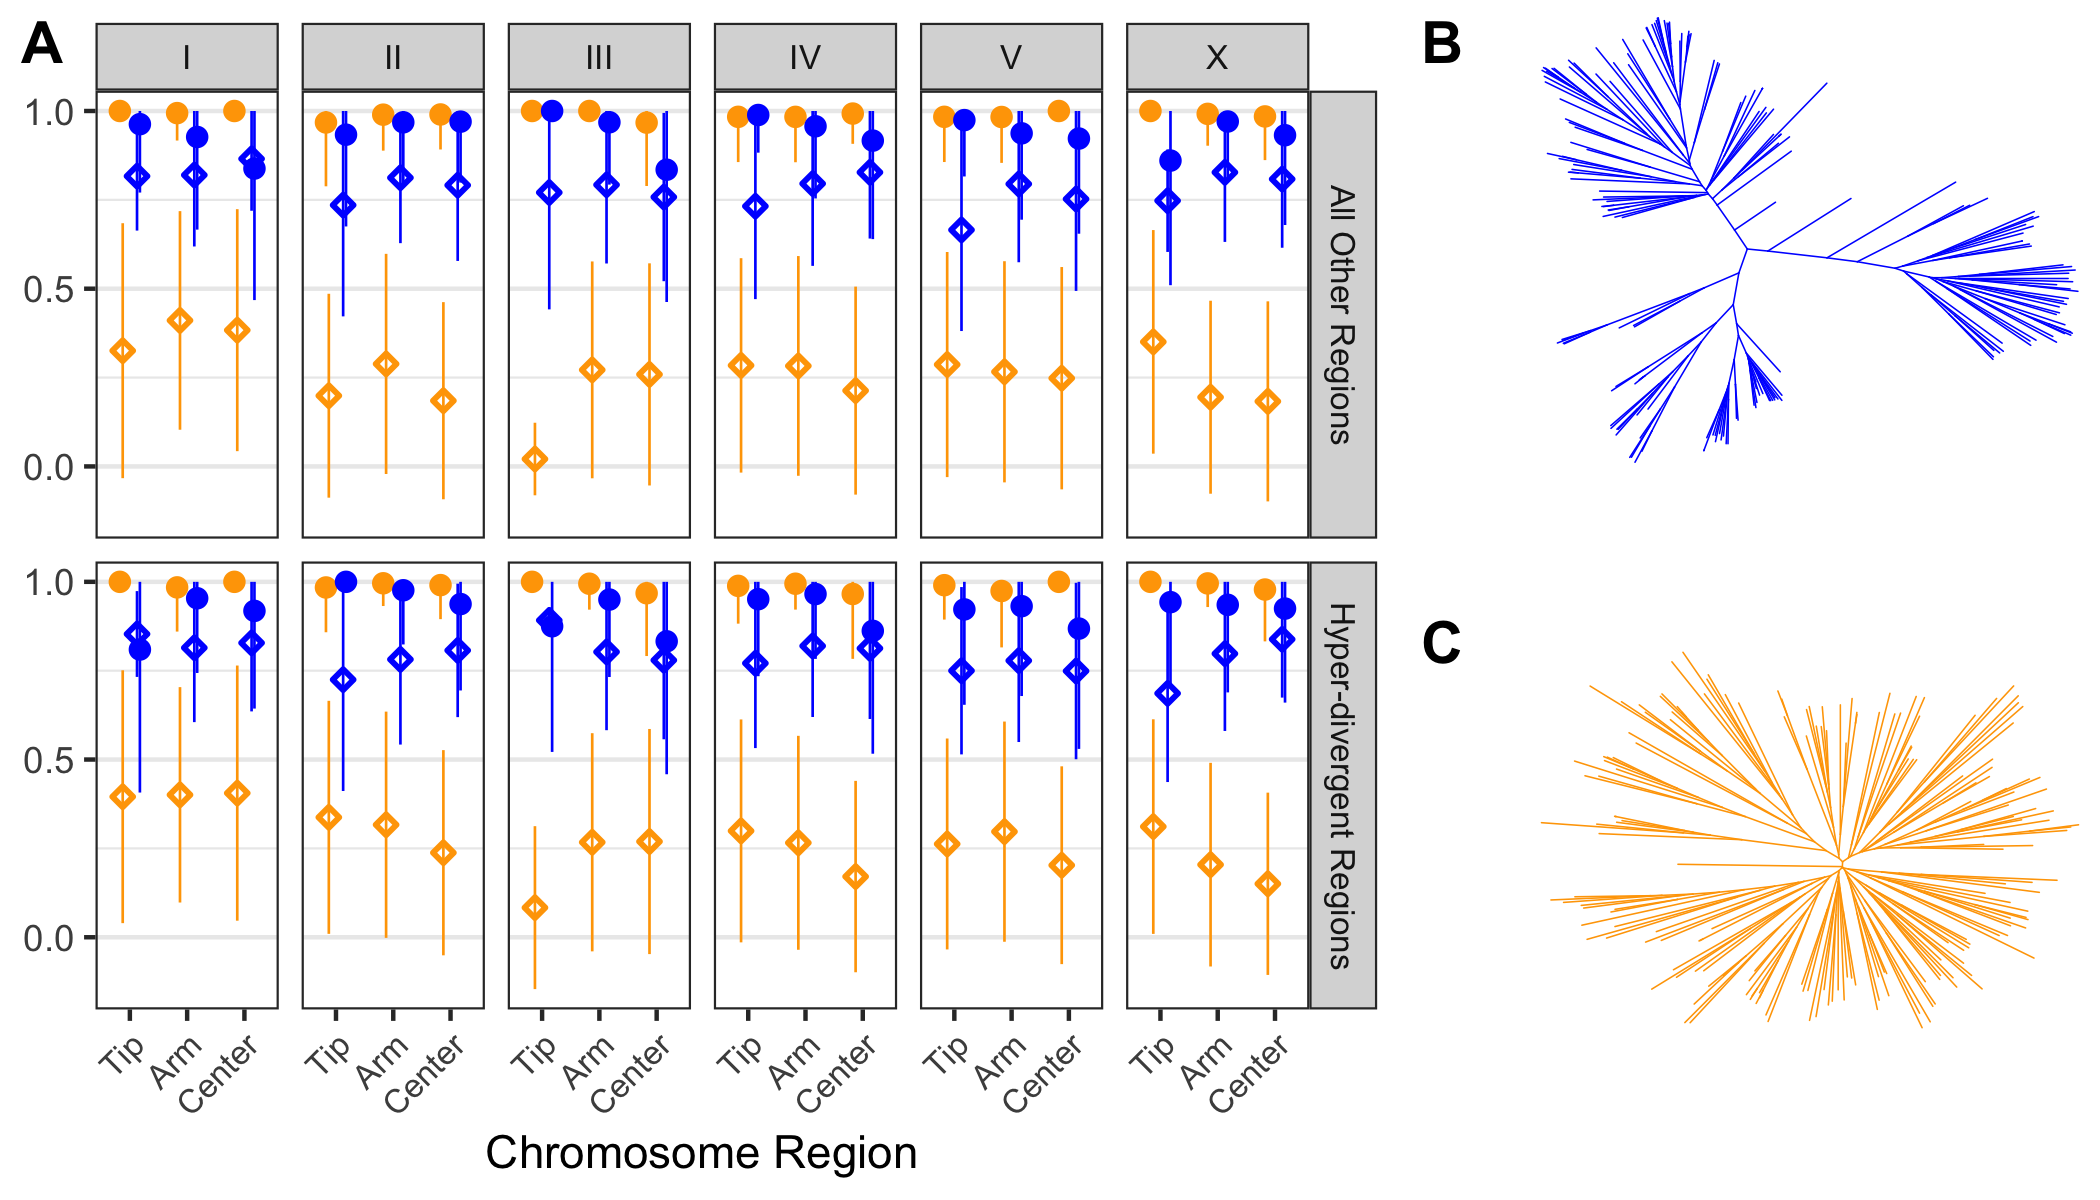 A
I II III IV V X
1.0
0.5
0.0
All Other Regions
1.0
0.5
0.0
Hyper-divergent Regions
Tip Arm Center Tip Arm Center Tip Arm Center Tip Arm Center Tip Arm Center Tip Arm Center
Chromosome Region
B
C